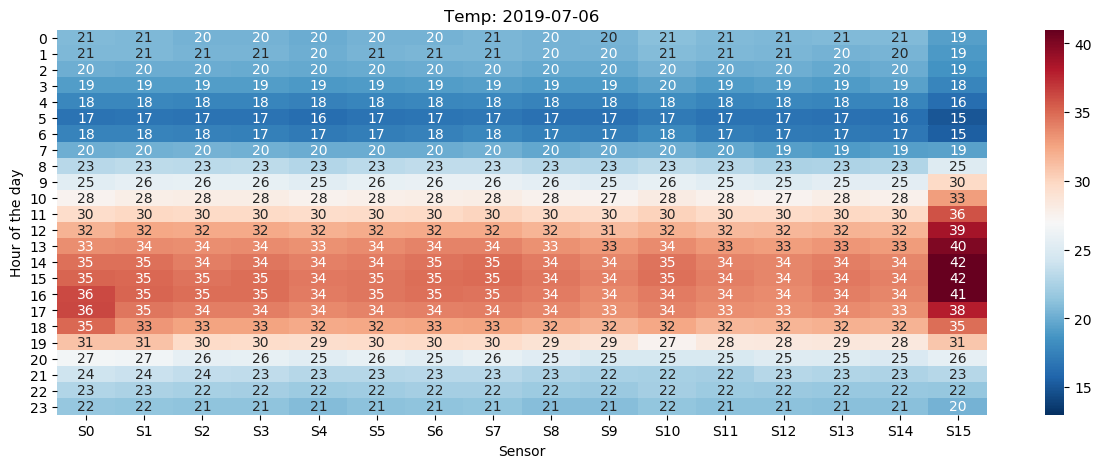 Temp: 2019-07-06
0 21 21 20 20 20 20 20 21 20 20 21 21 21 21 21 19
1 21 21 21 21 20 21 21 21 20 20 21 21 21 20 20 19
2 20 20 20 20 20 20 20 20 20 20 20 20 20 20 20 19
3 19 19 19 19 19 19 19 19 19 19 20 19 19 19 19 18
4 18 18 18 18 18 18 18 18 18 18 18 18 18 18 18 16
5 17 17 17 17 16 17 17 17 17 17 17 17 17 17 16 15
6 18 18 18 17 17 17 18 18 17 17 18 17 17 17 17 15
7 20 20 20 20 20 20 20 20 20 20 20 20 19 19 19 19
8 23 23 23 23 23 23 23 23 23 23 23 23 23 23 23 25
9 25 26 26 26 25 26 26 26 26 25 26 25 25 25 25 30
10 28 28 28 28 28 28 28 28 28 27 28 28 27 28 28 33
11 30 30 30 30 30 30 30 30 30 30 30 30 30 30 30 36
12 32 32 32 32 32 32 32 32 32 31 32 32 32 32 32 39
13 33 34 34 34 33 34 34 34 33 33 34 33 33 33 33 40
14 35 35 34 34 34 34 35 35 34 34 35 34 34 34 34 42
15 35 35 35 35 34 35 35 35 34 34 35 34 34 34 34 42
16 36 35 35 35 34 35 35 35 34 34 34 34 34 34 34 41
17 36 35 34 34 34 34 34 34 34 33 34 33 33 34 33 38
18 35 33 33 33 32 32 33 33 32 32 32 32 32 32 32 35
19 31 31 30 30 29 30 30 30 29 29 27 28 28 29 28 31
20 27 27 26 26 25 26 25 26 25 25 25 25 25 25 25 26
21 24 24 24 23 23 23 23 23 23 22 22 22 23 23 23 23
22 23 23 22 22 22 22 22 22 22 22 22 22 22 22 22 22
23 22 22 21 21 21 21 21 21 21 21 22 21 21 21 21 20
S0 S1 S2 S3 S4 S5 S6 S7 S8 S9 S10 S11 S12 S13 S14 S15
Sensor
Hour of the day
40
35
30
25
20
15